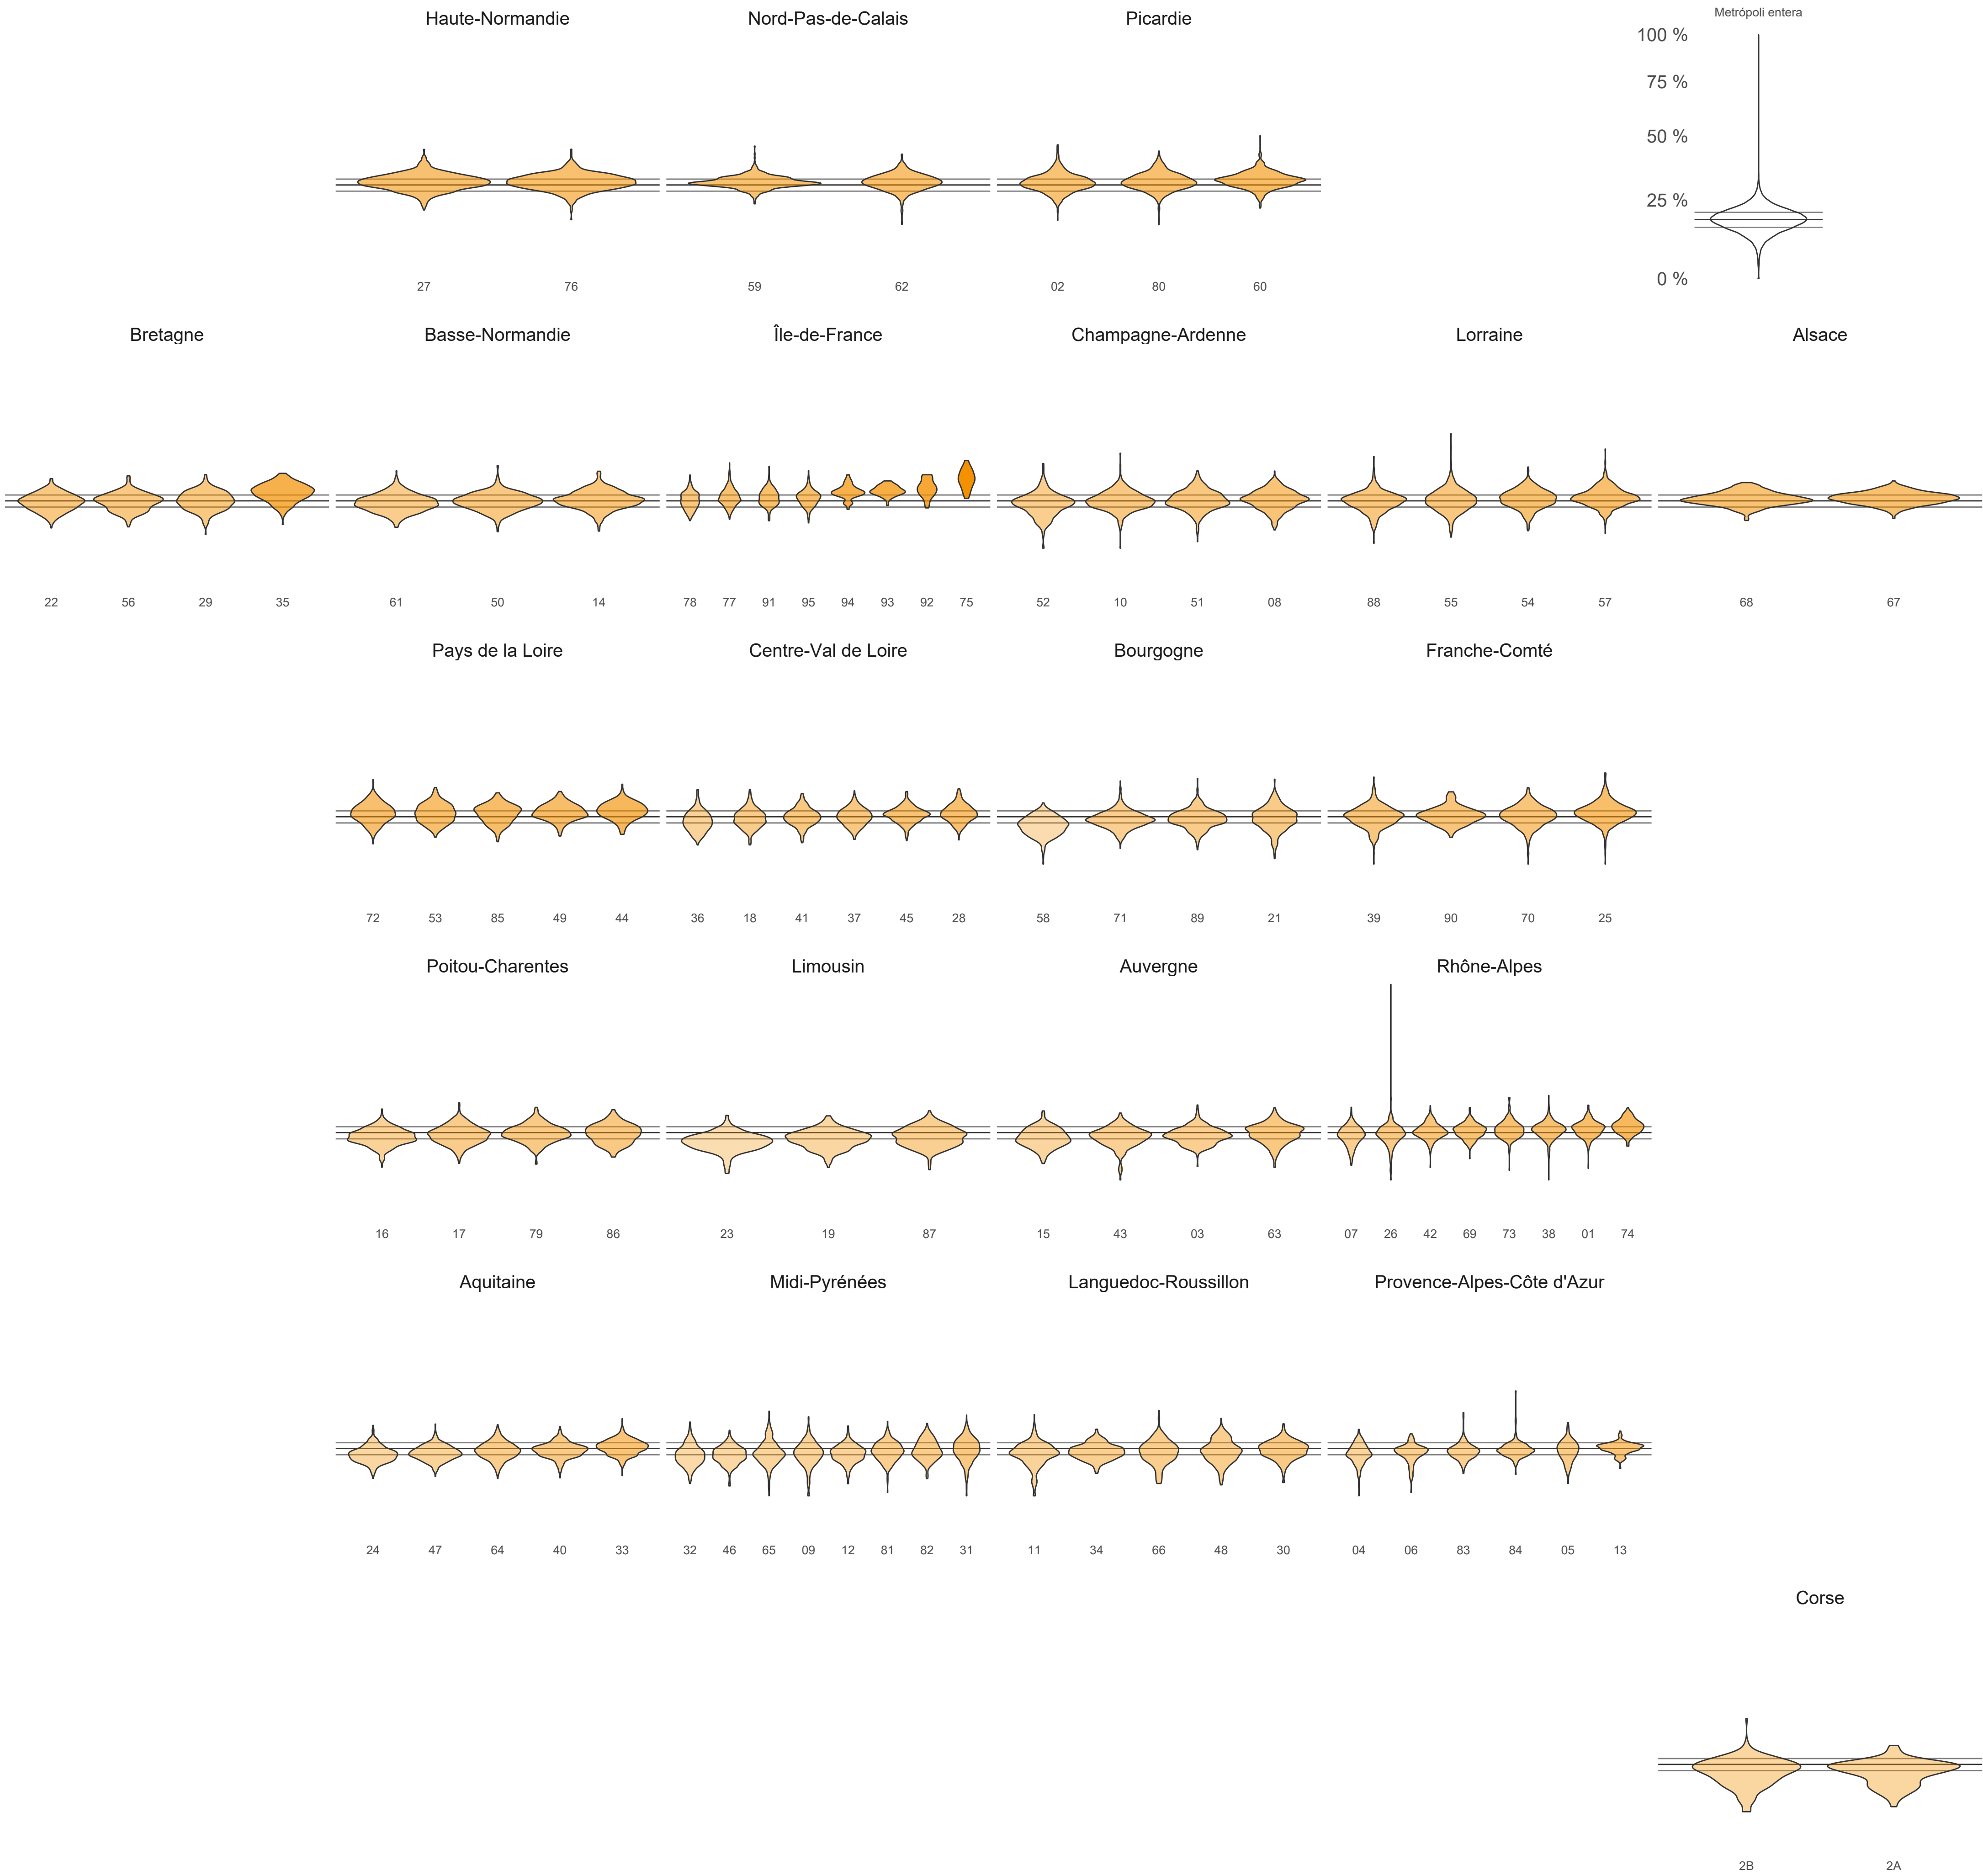 Haute-Normandie
Nord-Pas-de-Calais
Picardie
Metrópoli entera
100 %
75 %
50 %
25 %
0 %
27 76
59 62
02 80 60
Bretagne
Basse-Normandie
Île-de-France
Champagne-Ardenne
Lorraine
Alsace
22 56 29 35
61 50 14
78 77 91 95 94 93 92 75
52 10 51 08
88 55 54 57
68 67
Pays de la Loire
Centre-Val de Loire
Bourgogne
Franche-Comté
72 53 85 49 44
36 18 41 37 45 28
58 71 89 21
39 90 70 25
Poitou-Charentes
Limousin
Auvergne
Rhône-Alpes
16 17 79 86
23 19 87
15 43 03 63
07 26 42 69 73 38 01 74
Aquitaine
Midi-Pyrénées
Languedoc-Roussillon
Provence-Alpes-Côte d'Azur
24 47 64 40 33
32 46 65 09 12 81 82 31
11 34 66 48 30
04 06 83 84 05 13
Corse
2B 2A